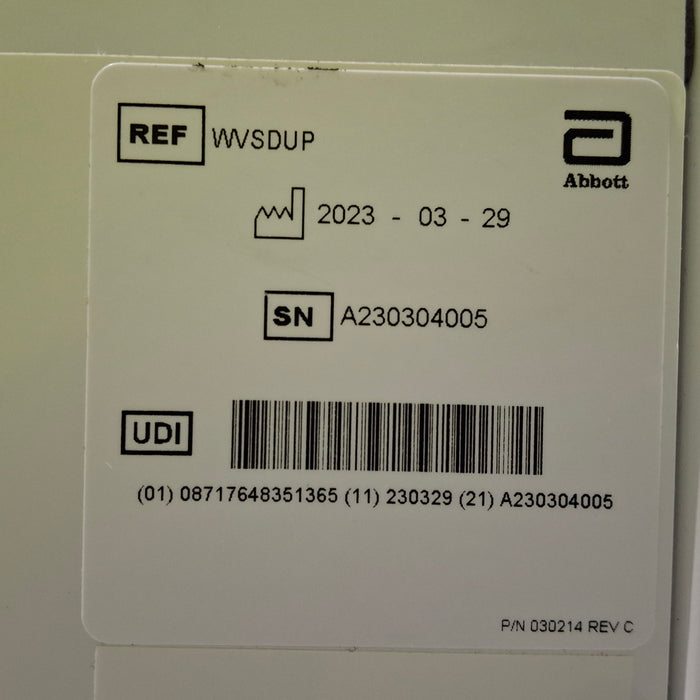 REF WVSDUP
Abbott
2023 - 03 - 29
SN A230304005
UDI
(01) 08717648351365 (11) 230329 (21) A230304005
P/N 030214 REV C